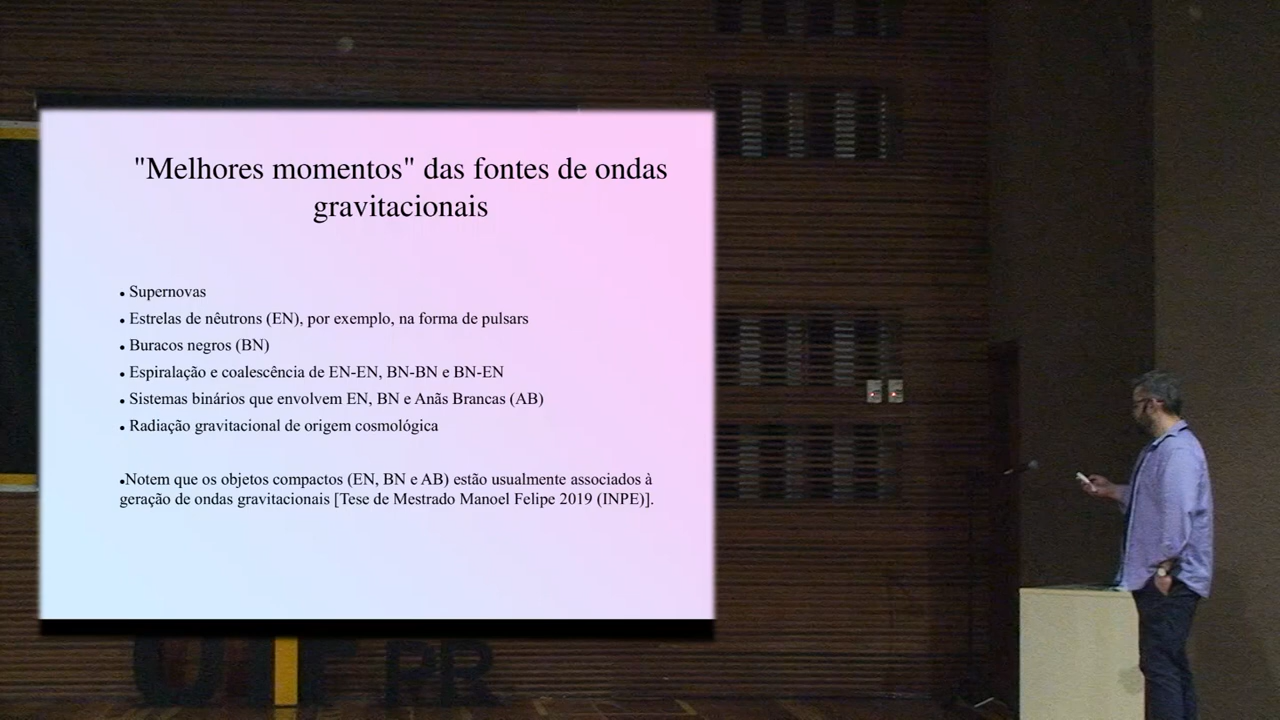 "Melhores momentos" das fontes de ondas
gravitacionais
• Supernovas
• Estrelas de nêutrons (EN), por exemplo, na forma de pulsars
• Buracos negros (BN)
• Espiralação e coalescência de EN-EN, BN-BN e BN-EN
• Sistemas binários que envolvem EN, BN e Anãs Brancas (AB)
• Radiação gravitacional de origem cosmológica
•Notem que os objetos compactos (EN, BN e AB) estão usualmente associados à
geração de ondas gravitacionais [Tese de Mestrado Manoel Felipe 2019 (INPE)].
UTFPR